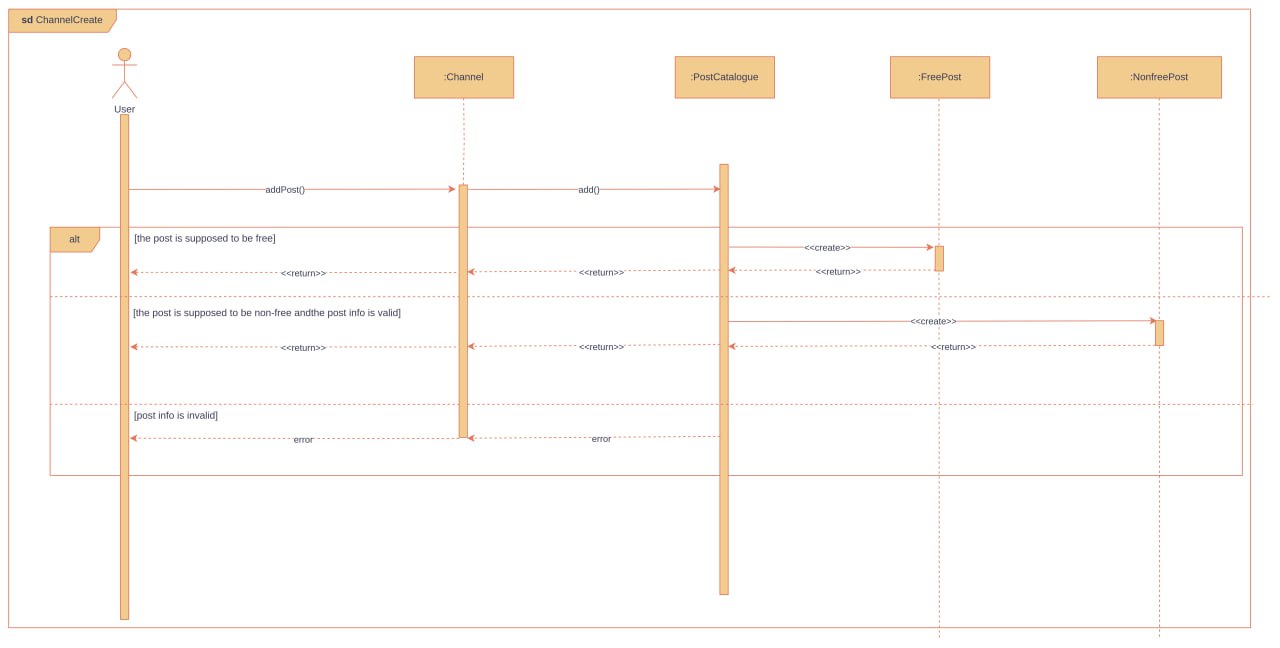 sd ChannelCreate
User
:Channel
:PostCatalogue
:FreePost
:NonfreePost
addPost()
add()
alt
[the post is supposed to be free]
<<create>>
<<return>>
<<return>>
<<return>>
[the post is supposed to be non-free andthe post info is valid]
<<create>>
<<return>>
<<return>>
<<return>>
[post info is invalid]
error
error